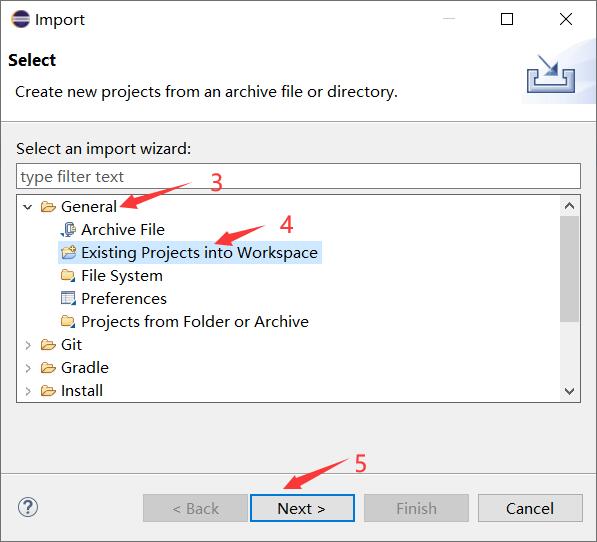 Import
Select
Create new projects from an archive file or directory.
Select an import wizard:
type filter text
3
General
Archive File
4
Existing Projects into Workspace
File System
Preferences
Projects from Folder or Archive
Git
Gradle
Install
5
?
< Back
Next >
Finish
Cancel